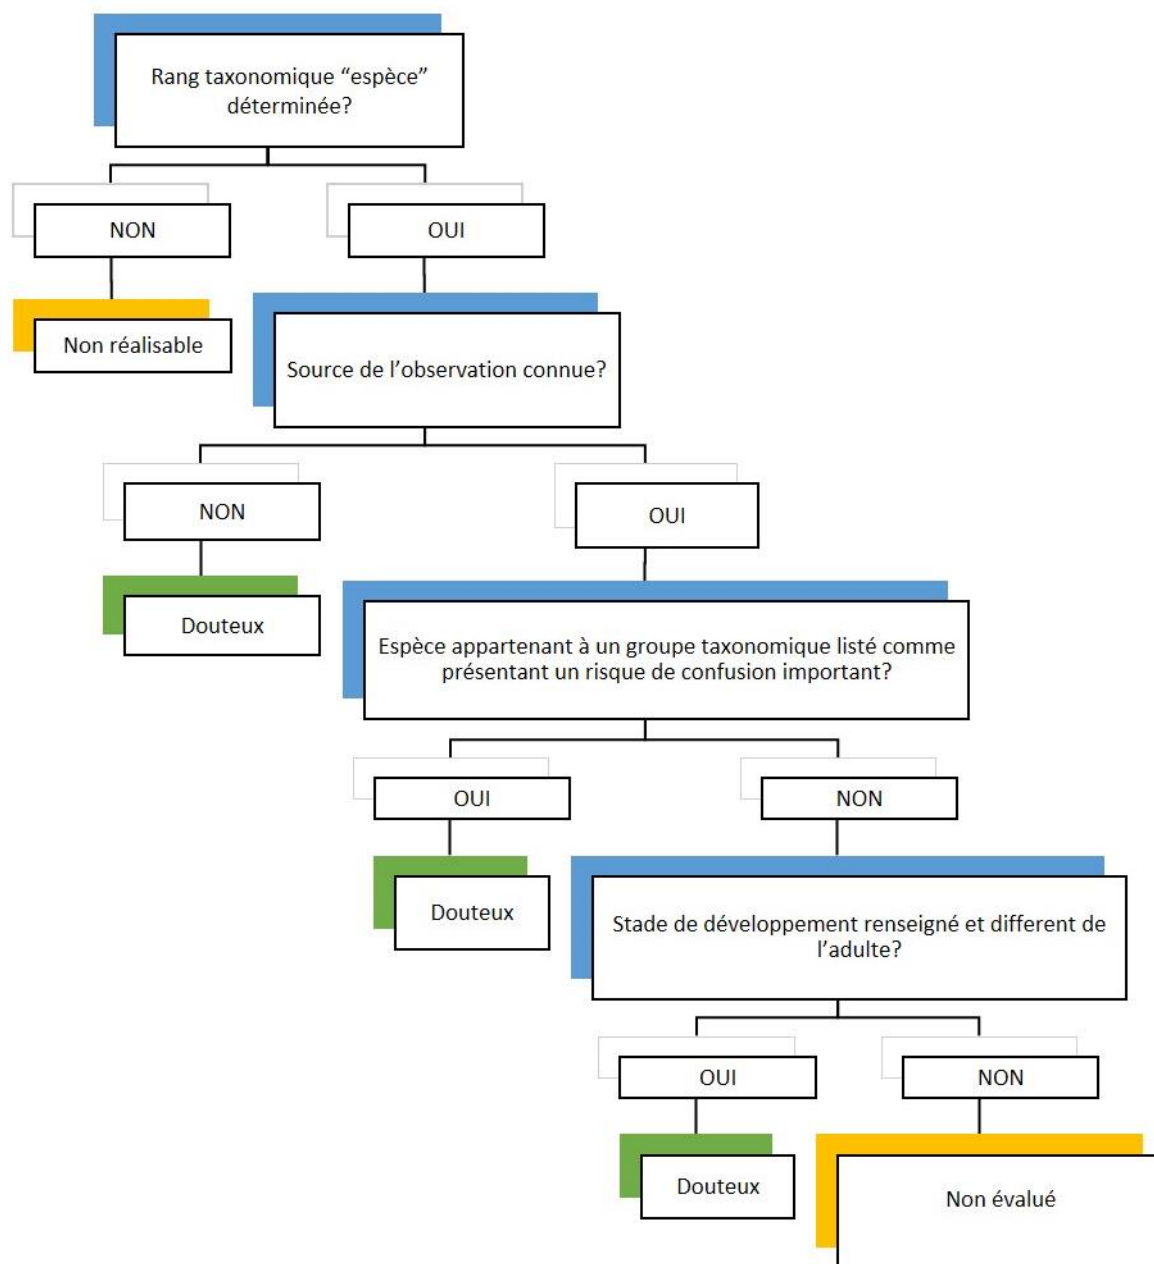 Rang taxonomique “espèce”
déterminée?
NON
OUI
Non réalisable
Source de l’observation connue?
NON
OUI
Douteux
Espèce appartenant à un groupe taxonomique listé comme
présentant un risque de confusion important?
OUI
NON
Douteux
Stade de développement renseigné et different de
l’adulte?
OUI
NON
Douteux
Non évalué